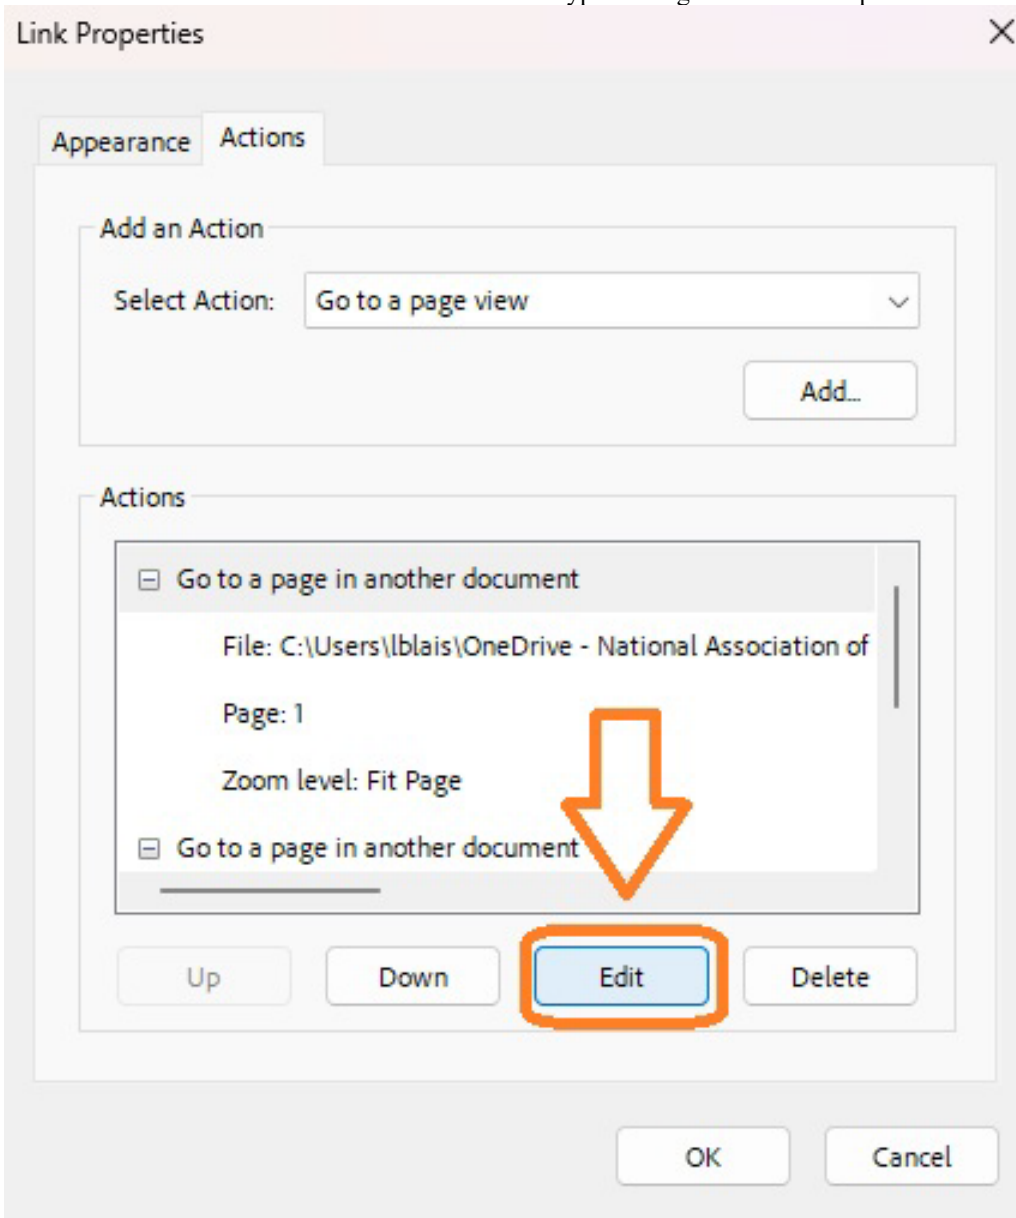 Link Properties
Appearance Actions
Add an Action
Select Action: Go to a page view
Add...
Actions
Go to a page in another document
File: C:\Users\lblais\OneDrive - National Association of
Page: 1
Zoom level: Fit Page
Go to a page in another document
Up Down Edit Delete
OK Cancel